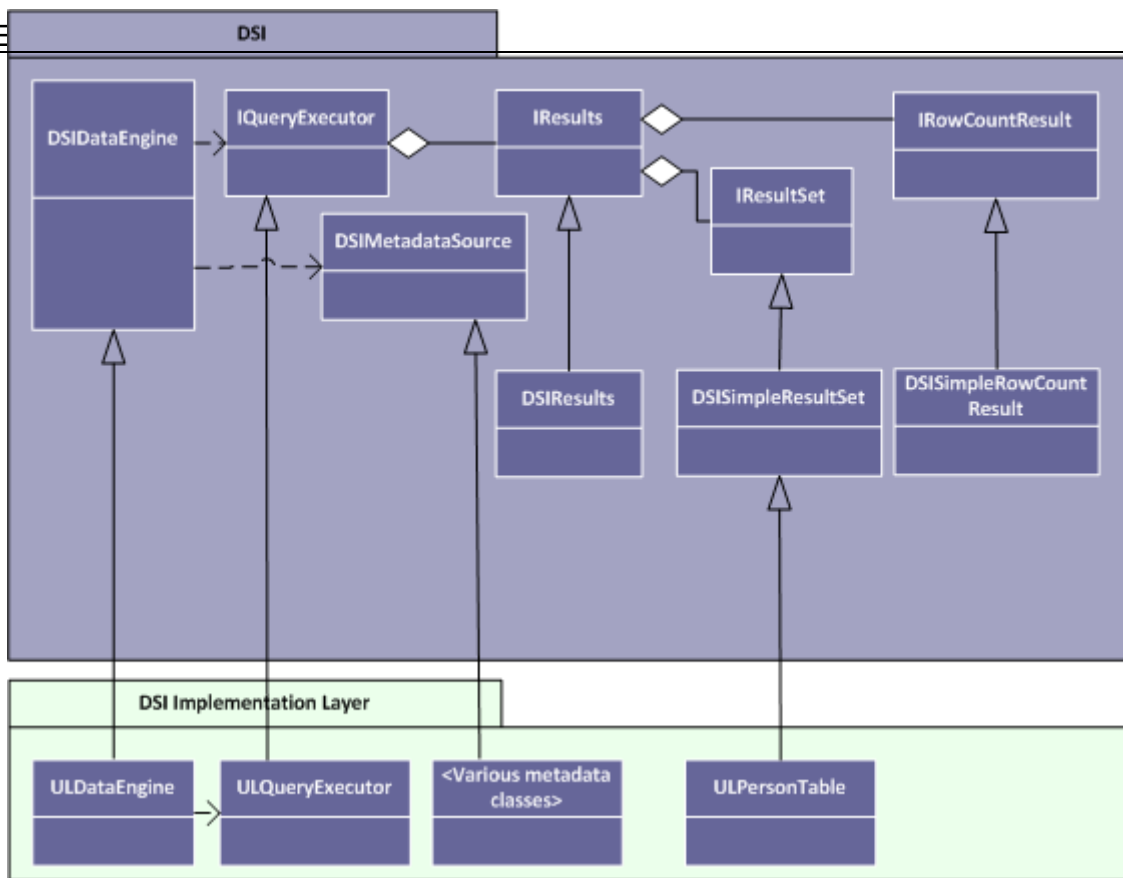 DSI
DSIDataEngine
IQueryExecutor
IResults
IRowCountResult
IResultSet
DSIMetadataSource
DSIResults
DSISimpleResultSet
DSISimpleRowCount
Result
DSI Implementation Layer
ULDataEngine
ULQueryExecutor
<Various metadata
classes>
ULPersonTable